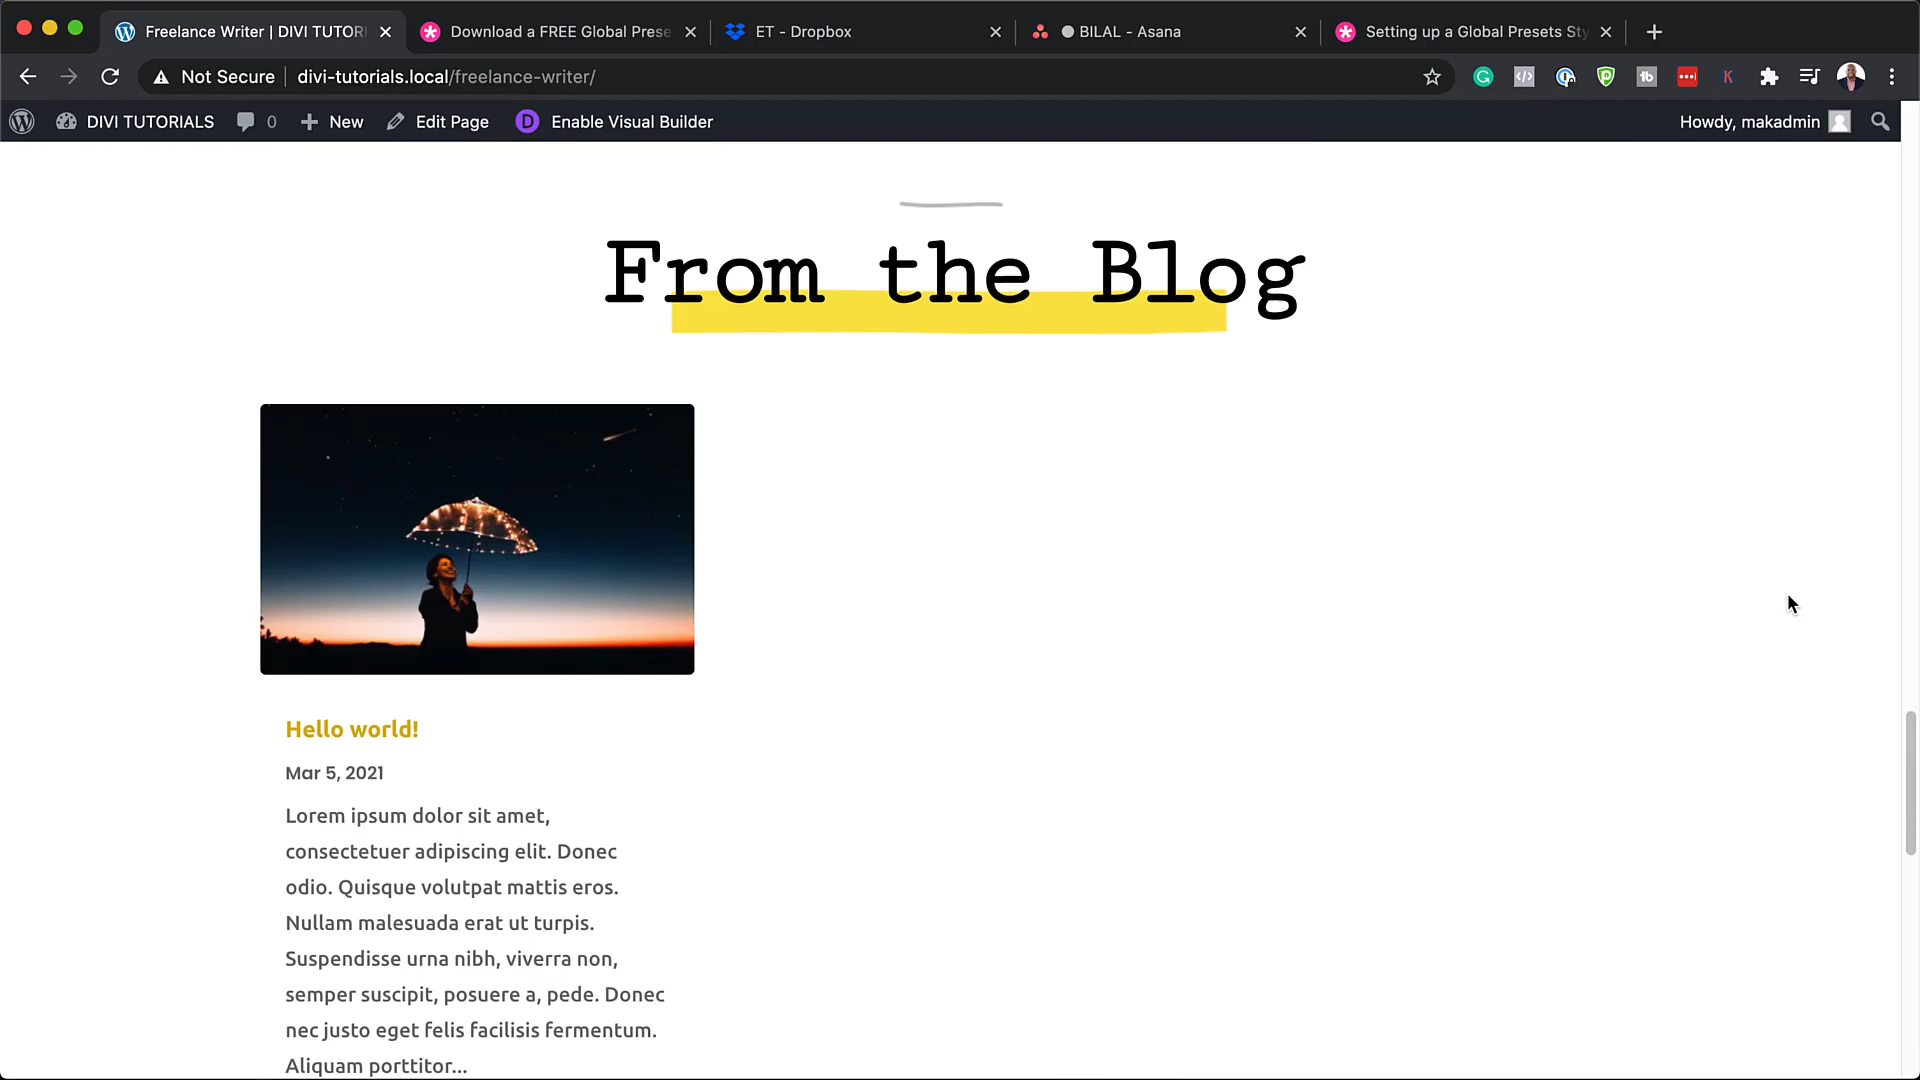 Freelance Writer | DIVI TUTORI
Download a FREE Global Prese
ET - Dropbox
BILAL - Asana
Setting up a Global Presets Sty
Not Secure
divi-tutorials.local/freelance-writer/
DIVI TUTORIALS
0
New
Edit Page
D
Enable Visual Builder
Howdy, makadmin
From the Blog
Hello world!
Mar 5, 2021
Lorem ipsum dolor sit amet,
consectetuer adipiscing elit. Donec
odio. Quisque volutpat mattis eros.
Nullam malesuada erat ut turpis.
Suspendisse urna nibh, viverra non,
semper suscipit, posuere a, pede. Donec
nec justo eget felis facilisis fermentum.
Aliquam porttitor...